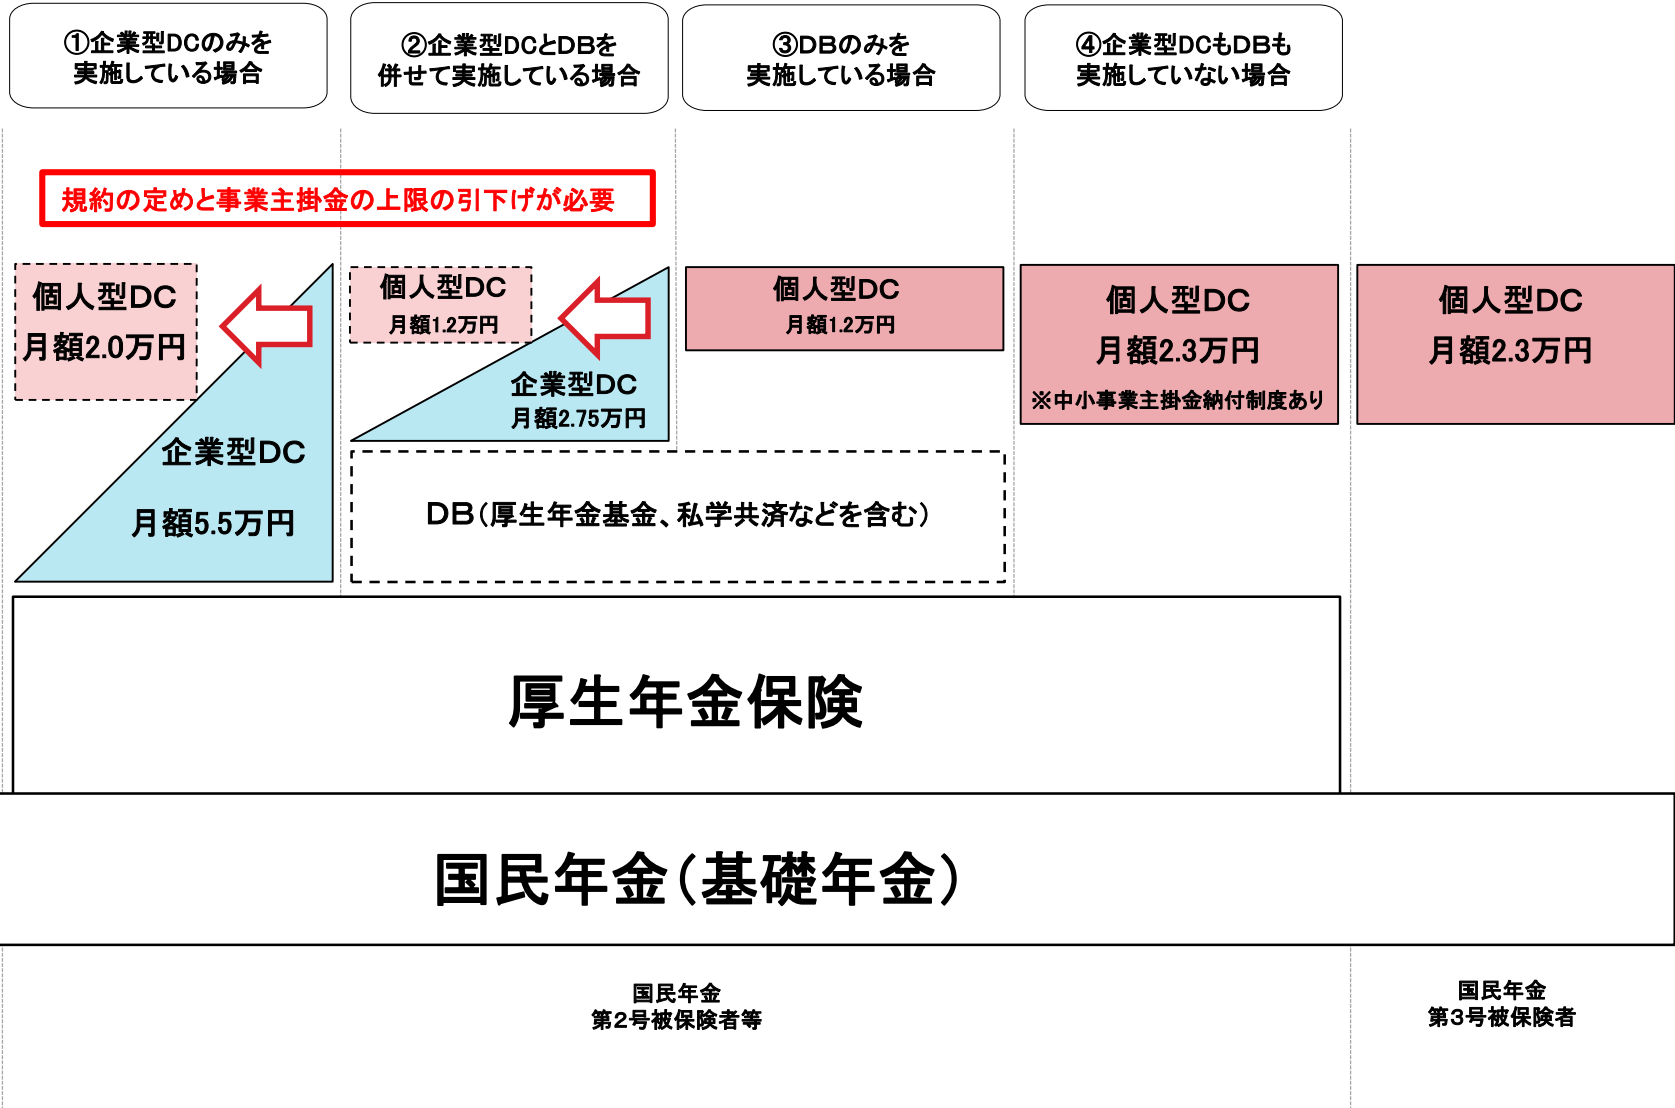 ①企業型DCのみを
実施している場合
②企業型DCとDBを
併せて実施している場合
③DBのみを
実施している場合
④企業型DCもDBも
実施していない場合
規約の定めと事業主掛金の上限の引下げが必要
個人型DC
月額2.0万円
企業型DC
月額5.5万円
個人型DC
月額1.2万円
企業型DC
月額2.75万円
個人型DC
月額1.2万円
個人型DC
月額2.3万円
※中小事業主掛金納付制度あり
個人型DC
月額2.3万円
DB(厚生年金基金、私学共済などを含む)
厚生年金保険
国民年金(基礎年金)
国民年金
第2号被保険者等
国民年金
第3号被保険者